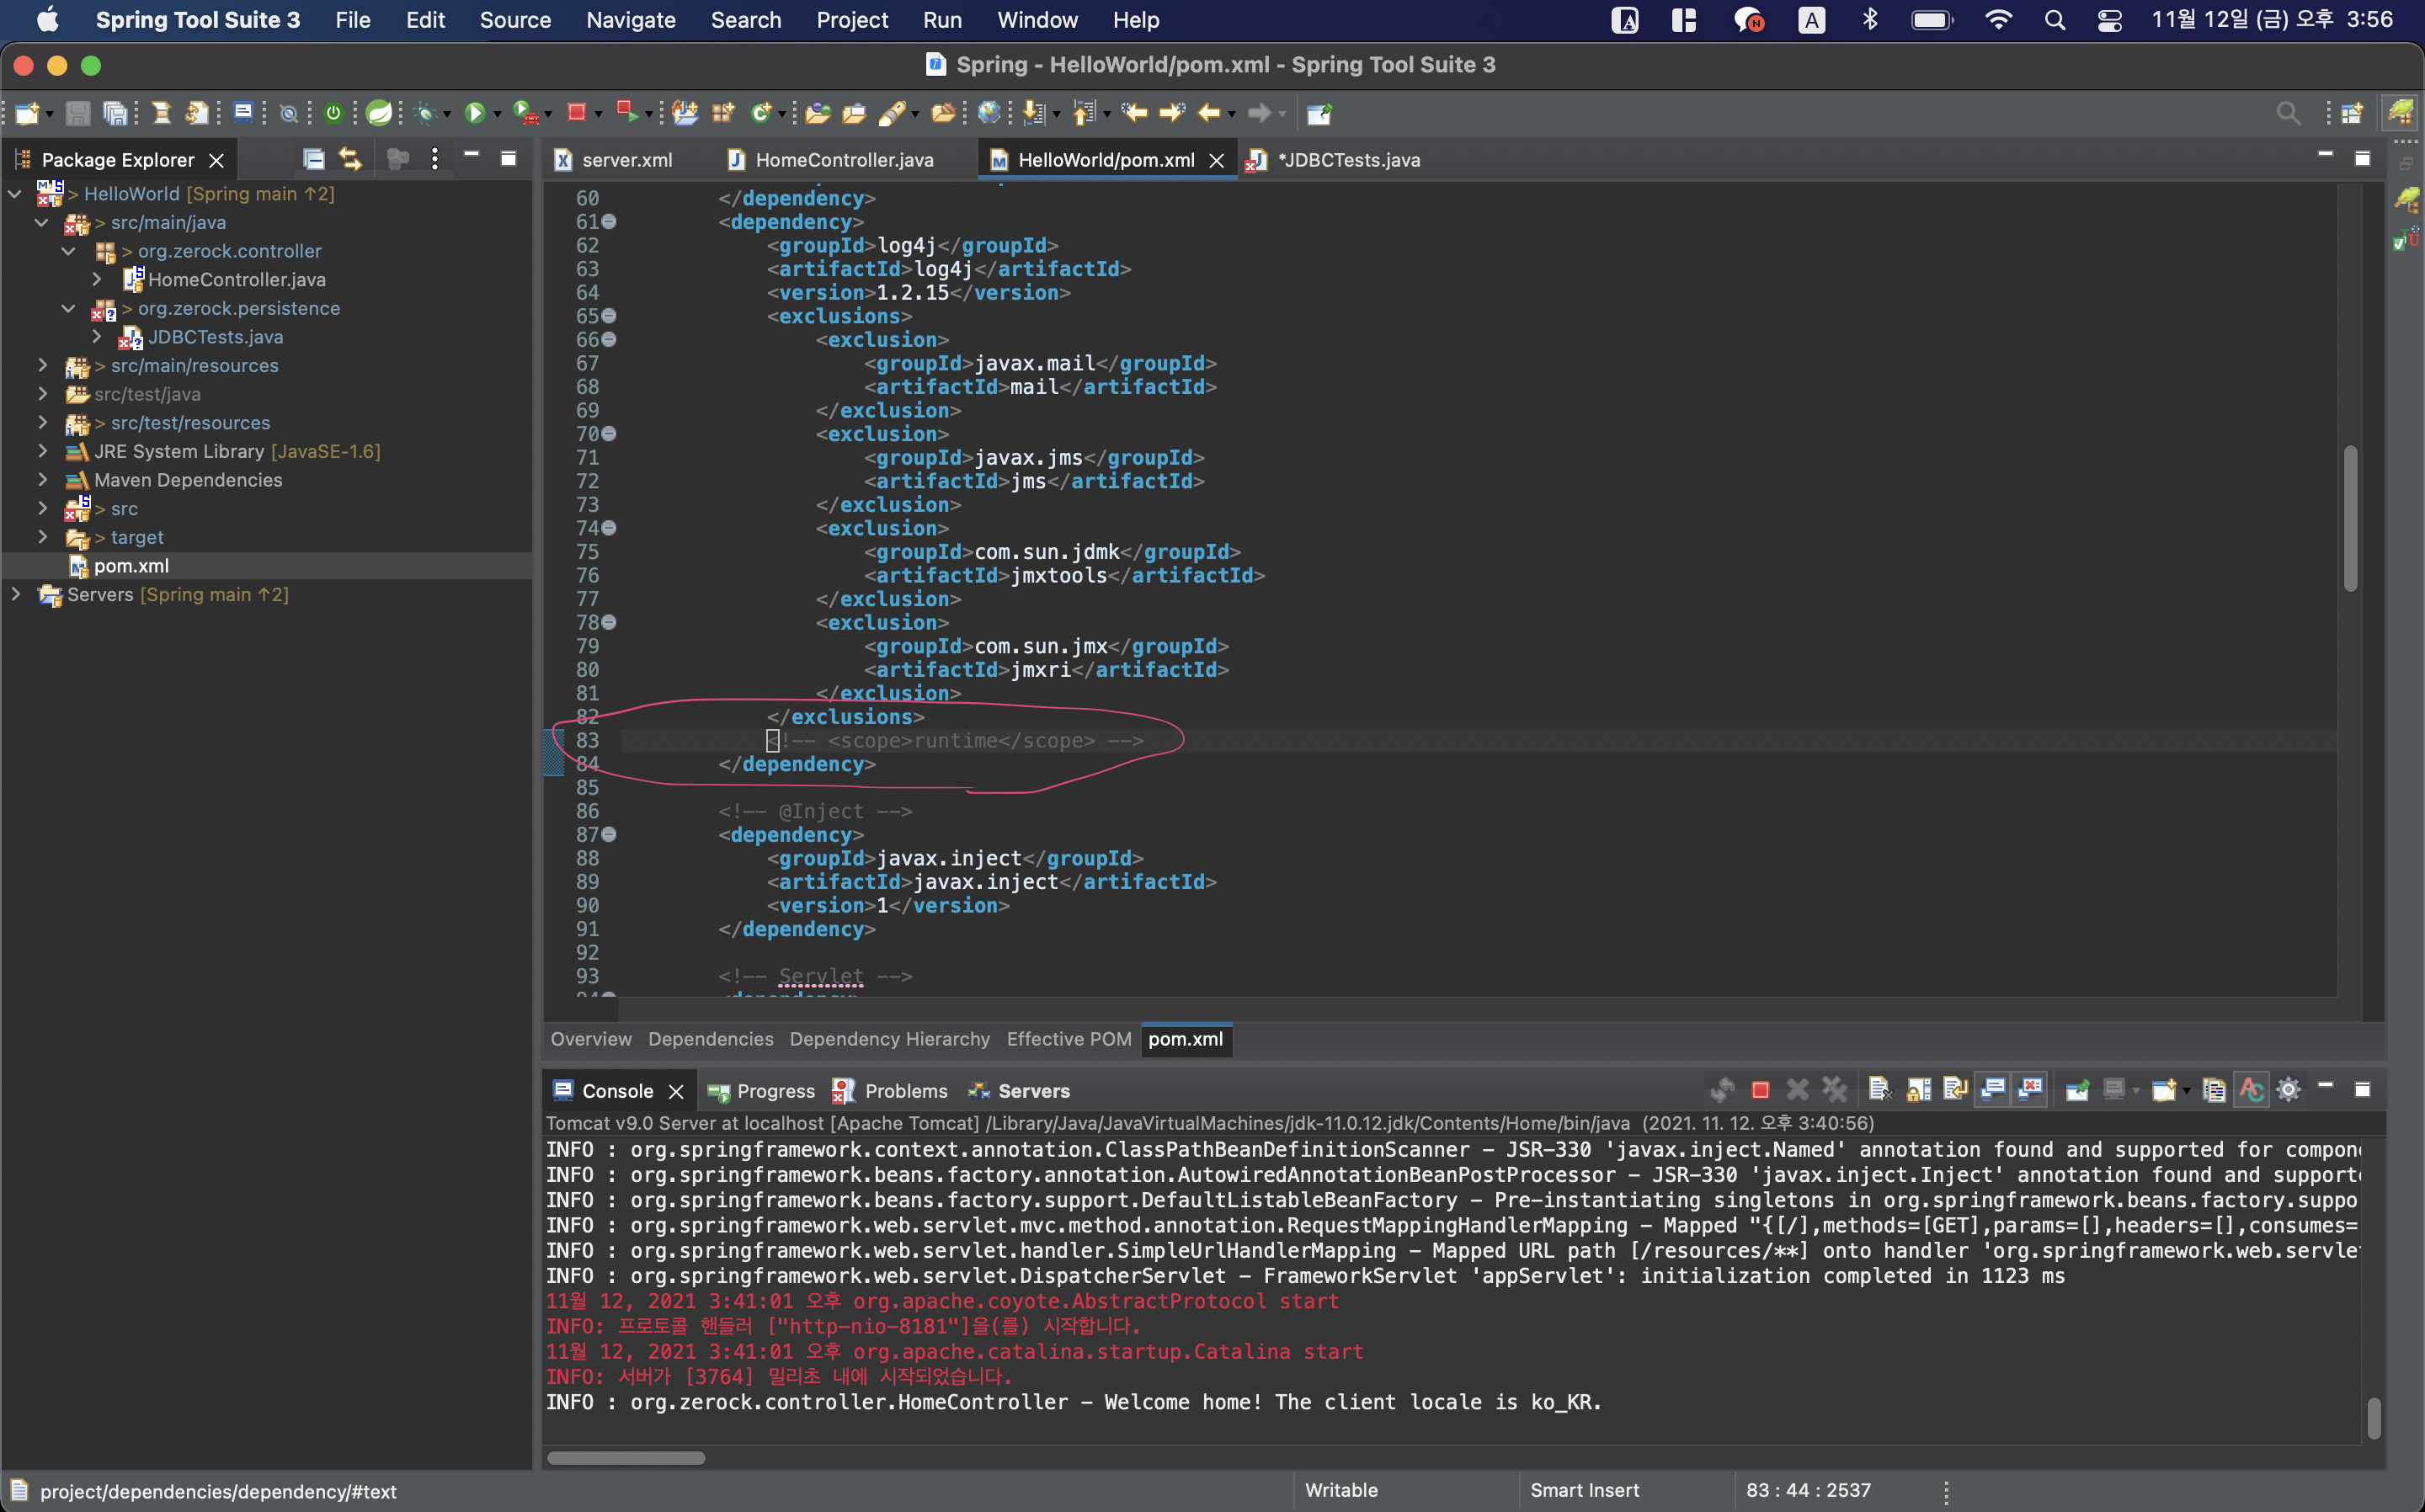 Spring Tool Suite 3 File Edit Source Navigate Search Project Run Window Help A 11월 12일 (금) 오후 3:56
Spring - HelloWorld/pom.xml - Spring Tool Suite 3
Package Explorer
> HelloWorld [Spring main ↑2]
> src/main/java
> org.zerock.controller
HomeController.java
> org.zerock.persistence
JDBCTests.java
> src/main/resources
src/test/java
> src/test/resources
JRE System Library [JavaSE-1.6]
Maven Dependencies
> src
> target
pom.xml
Servers [Spring main ↑2]
server.xml HomeController.java HelloWorld/pom.xml *JDBCTests.java
60 </dependency>
61 <dependency>
62 <groupId>log4j</groupId>
63 <artifactId>log4j</artifactId>
64 <version>1.2.15</version>
65 <exclusions>
66 <exclusion>
67 <groupId>javax.mail</groupId>
68 <artifactId>mail</artifactId>
69 </exclusion>
70 <exclusion>
71 <groupId>javax.jms</groupId>
72 <artifactId>jms</artifactId>
73 </exclusion>
74 <exclusion>
75 <groupId>com.sun.jdmk</groupId>
76 <artifactId>jmxtools</artifactId>
77 </exclusion>
78 <exclusion>
79 <groupId>com.sun.jmx</groupId>
80 <artifactId>jmxri</artifactId>
81 </exclusion>
82 </exclusions>
83 <!-- <scope>runtime</scope> -->
84 </dependency>
85
86 <!-- @Inject -->
87 <dependency>
88 <groupId>javax.inject</groupId>
89 <artifactId>javax.inject</artifactId>
90 <version>1</version>
91 </dependency>
92
93 <!-- Servlet -->
94 <dependency>
Overview Dependencies Dependency Hierarchy Effective POM pom.xml
Console Progress Problems Servers
Tomcat v9.0 Server at localhost [Apache Tomcat] /Library/Java/JavaVirtualMachines/jdk-11.0.12.jdk/Contents/Home/bin/java (2021. 11. 12. 오후 3:40:56)
INFO : org.springframework.context.annotation.ClassPathBeanDefinitionScanner - JSR-330 'javax.inject.Named' annotation found and supported for compon
INFO : org.springframework.beans.factory.annotation.AutowiredAnnotationBeanPostProcessor - JSR-330 'javax.inject.Inject' annotation found and support
INFO : org.springframework.beans.factory.support.DefaultListableBeanFactory - Pre-instantiating singletons in org.springframework.beans.factory.suppo
INFO : org.springframework.web.servlet.mvc.method.annotation.RequestMappingHandlerMapping - Mapped "{[/],methods=[GET],params=[],headers=[],consumes=
INFO : org.springframework.web.servlet.handler.SimpleUrlHandlerMapping - Mapped URL path [/resources/**] onto handler 'org.springframework.web.servle
INFO : org.springframework.web.servlet.DispatcherServlet - FrameworkServlet 'appServlet': initialization completed in 1123 ms
11월 12, 2021 3:41:01 오후 org.apache.coyote.AbstractProtocol start
INFO: 프로토콜 핸들러 ["http-nio-8181"]을(를) 시작합니다.
11월 12, 2021 3:41:01 오후 org.apache.catalina.startup.Catalina start
INFO: 서버가 [3764] 밀리초 내에 시작되었습니다.
INFO : org.zerock.controller.HomeController - Welcome home! The client locale is ko_KR.
project/dependencies/dependency/#text Writable Smart Insert 83 : 44 : 2537